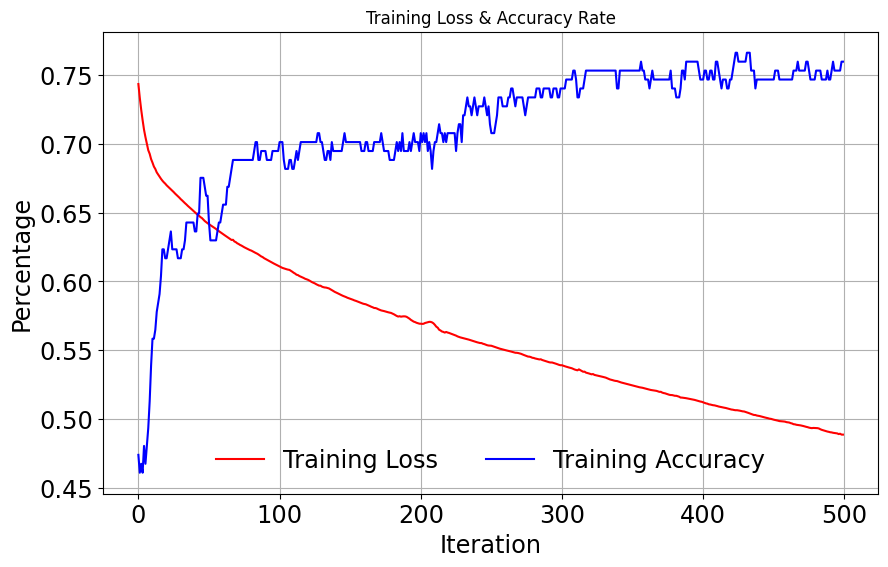 Training Loss & Accuracy Rate
Percentage
0.75
0.70
0.65
0.60
0.55
0.50
0.45
Training Loss
Training Accuracy
0
100
200
300
400
500
Iteration